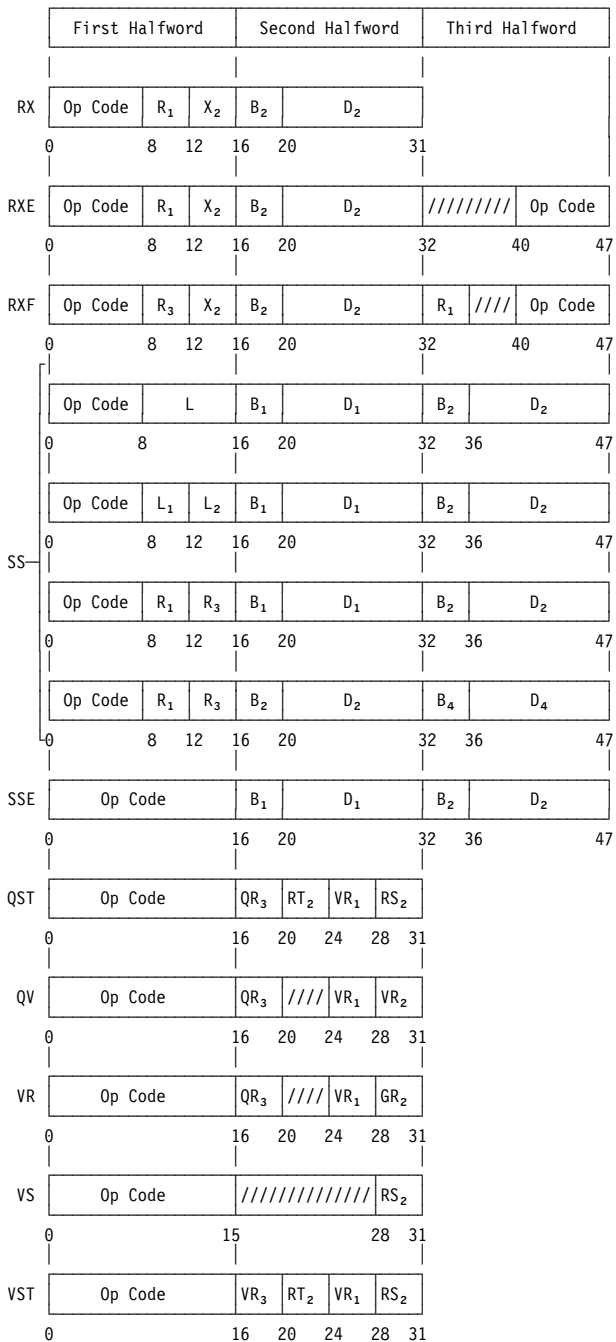 First Halfword Second Halfword Third Halfword
RX Op Code R₁ X₂ B₂ D₂
0 8 12 16 20 31
RXE Op Code R₁ X₂ B₂ D₂ ///////// Op Code
0 8 12 16 20 32 40 47
RXF Op Code R₃ X₂ B₂ D₂ R₁ //// Op Code
0 8 12 16 20 32 40 47
Op Code L B₁ D₁ B₂ D₂
0 8 16 20 32 36 47
Op Code L₁ L₂ B₁ D₁ B₂ D₂
0 8 12 16 20 32 36 47
SS
Op Code R₁ R₃ B₁ D₁ B₂ D₂
0 8 12 16 20 32 36 47
Op Code R₁ R₃ B₂ D₂ B₄ D₄
0 8 12 16 20 32 36 47
SSE Op Code B₁ D₁ B₂ D₂
0 16 20 32 36 47
QST Op Code QR₃ RT₂ VR₁ RS₂
0 16 20 24 28 31
QV Op Code QR₃ //// VR₁ VR₂
0 16 20 24 28 31
VR Op Code QR₃ //// VR₁ GR₂
0 16 20 24 28 31
VS Op Code ////////////// RS₂
0 15 28 31
VST Op Code VR₃ RT₂ VR₁ RS₂
0 16 20 24 28 31